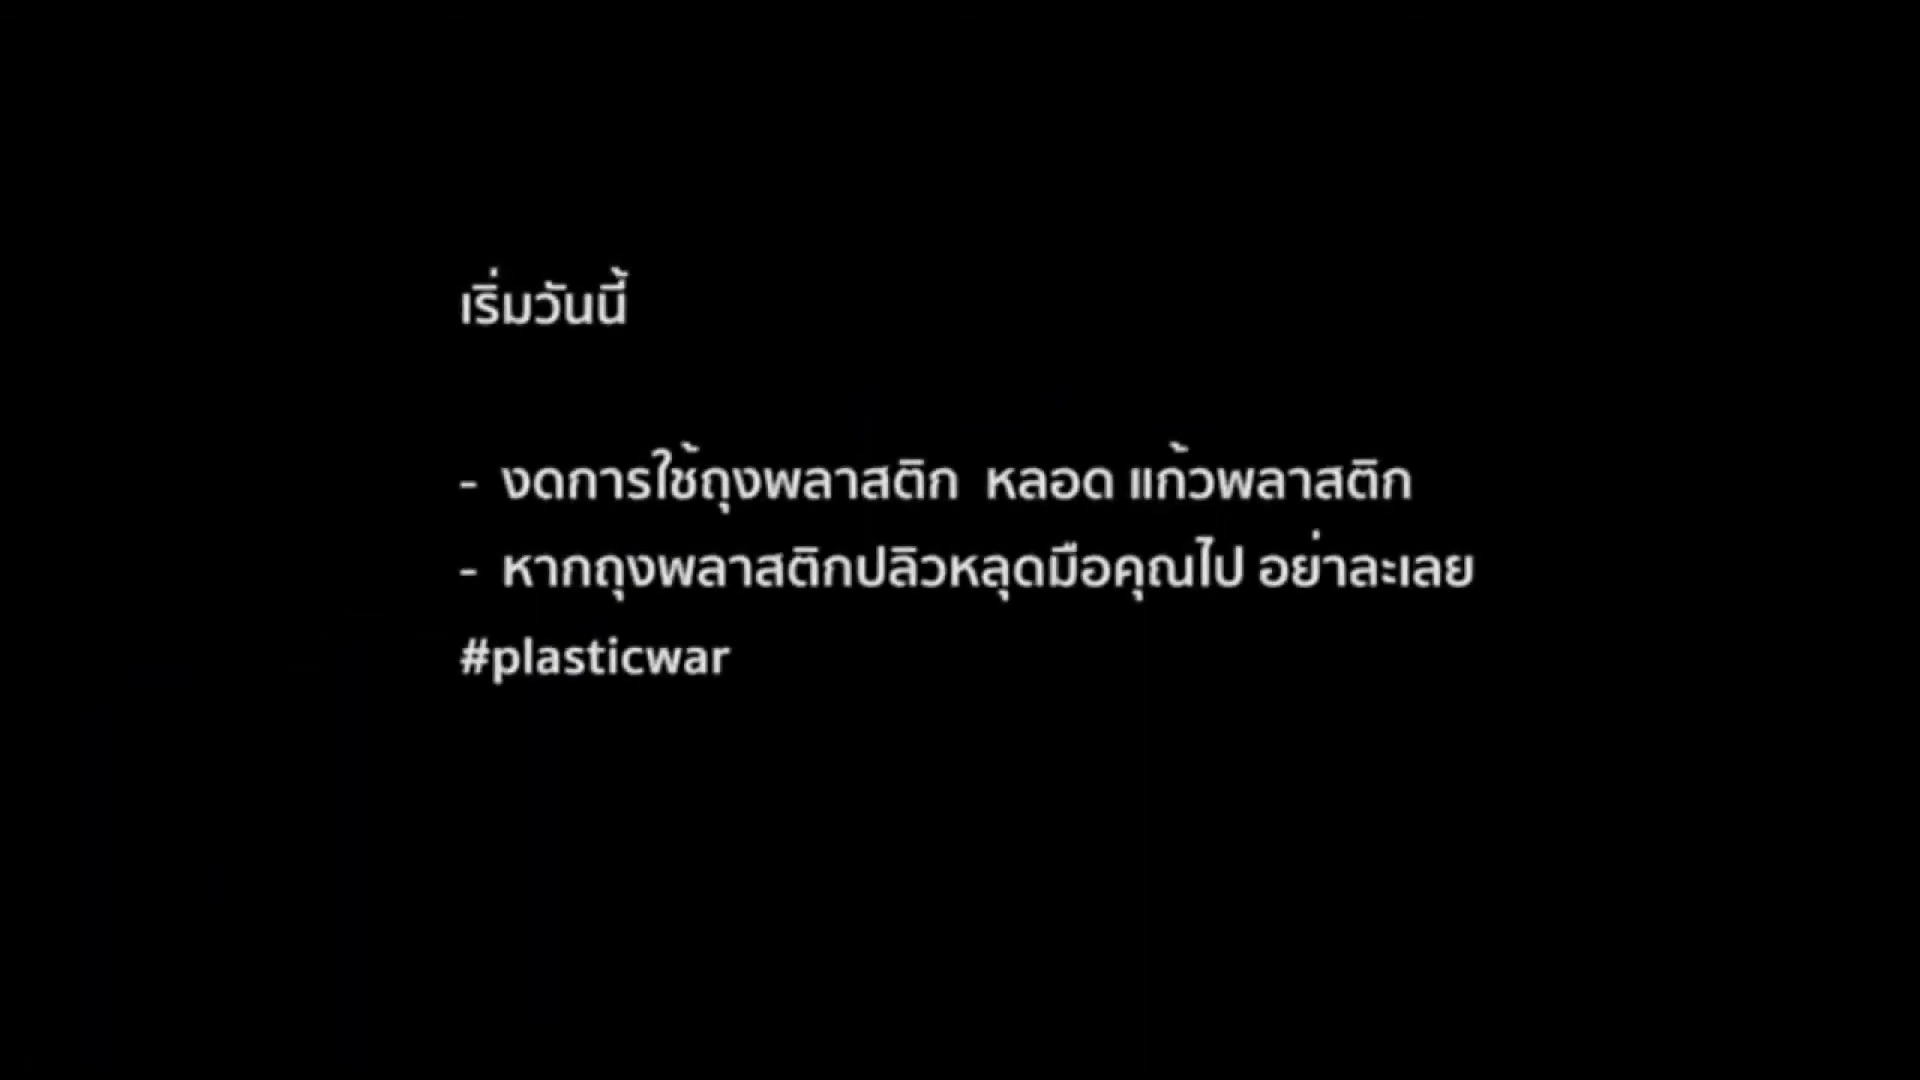 เริ่มวันนี้
- งดการใช้ถุงพลาสติก  หลอด แก้วพลาสติก
- หากถุงพลาสติกปลิวหลุดมือคุณไป อย่าละเลย
#plasticwar